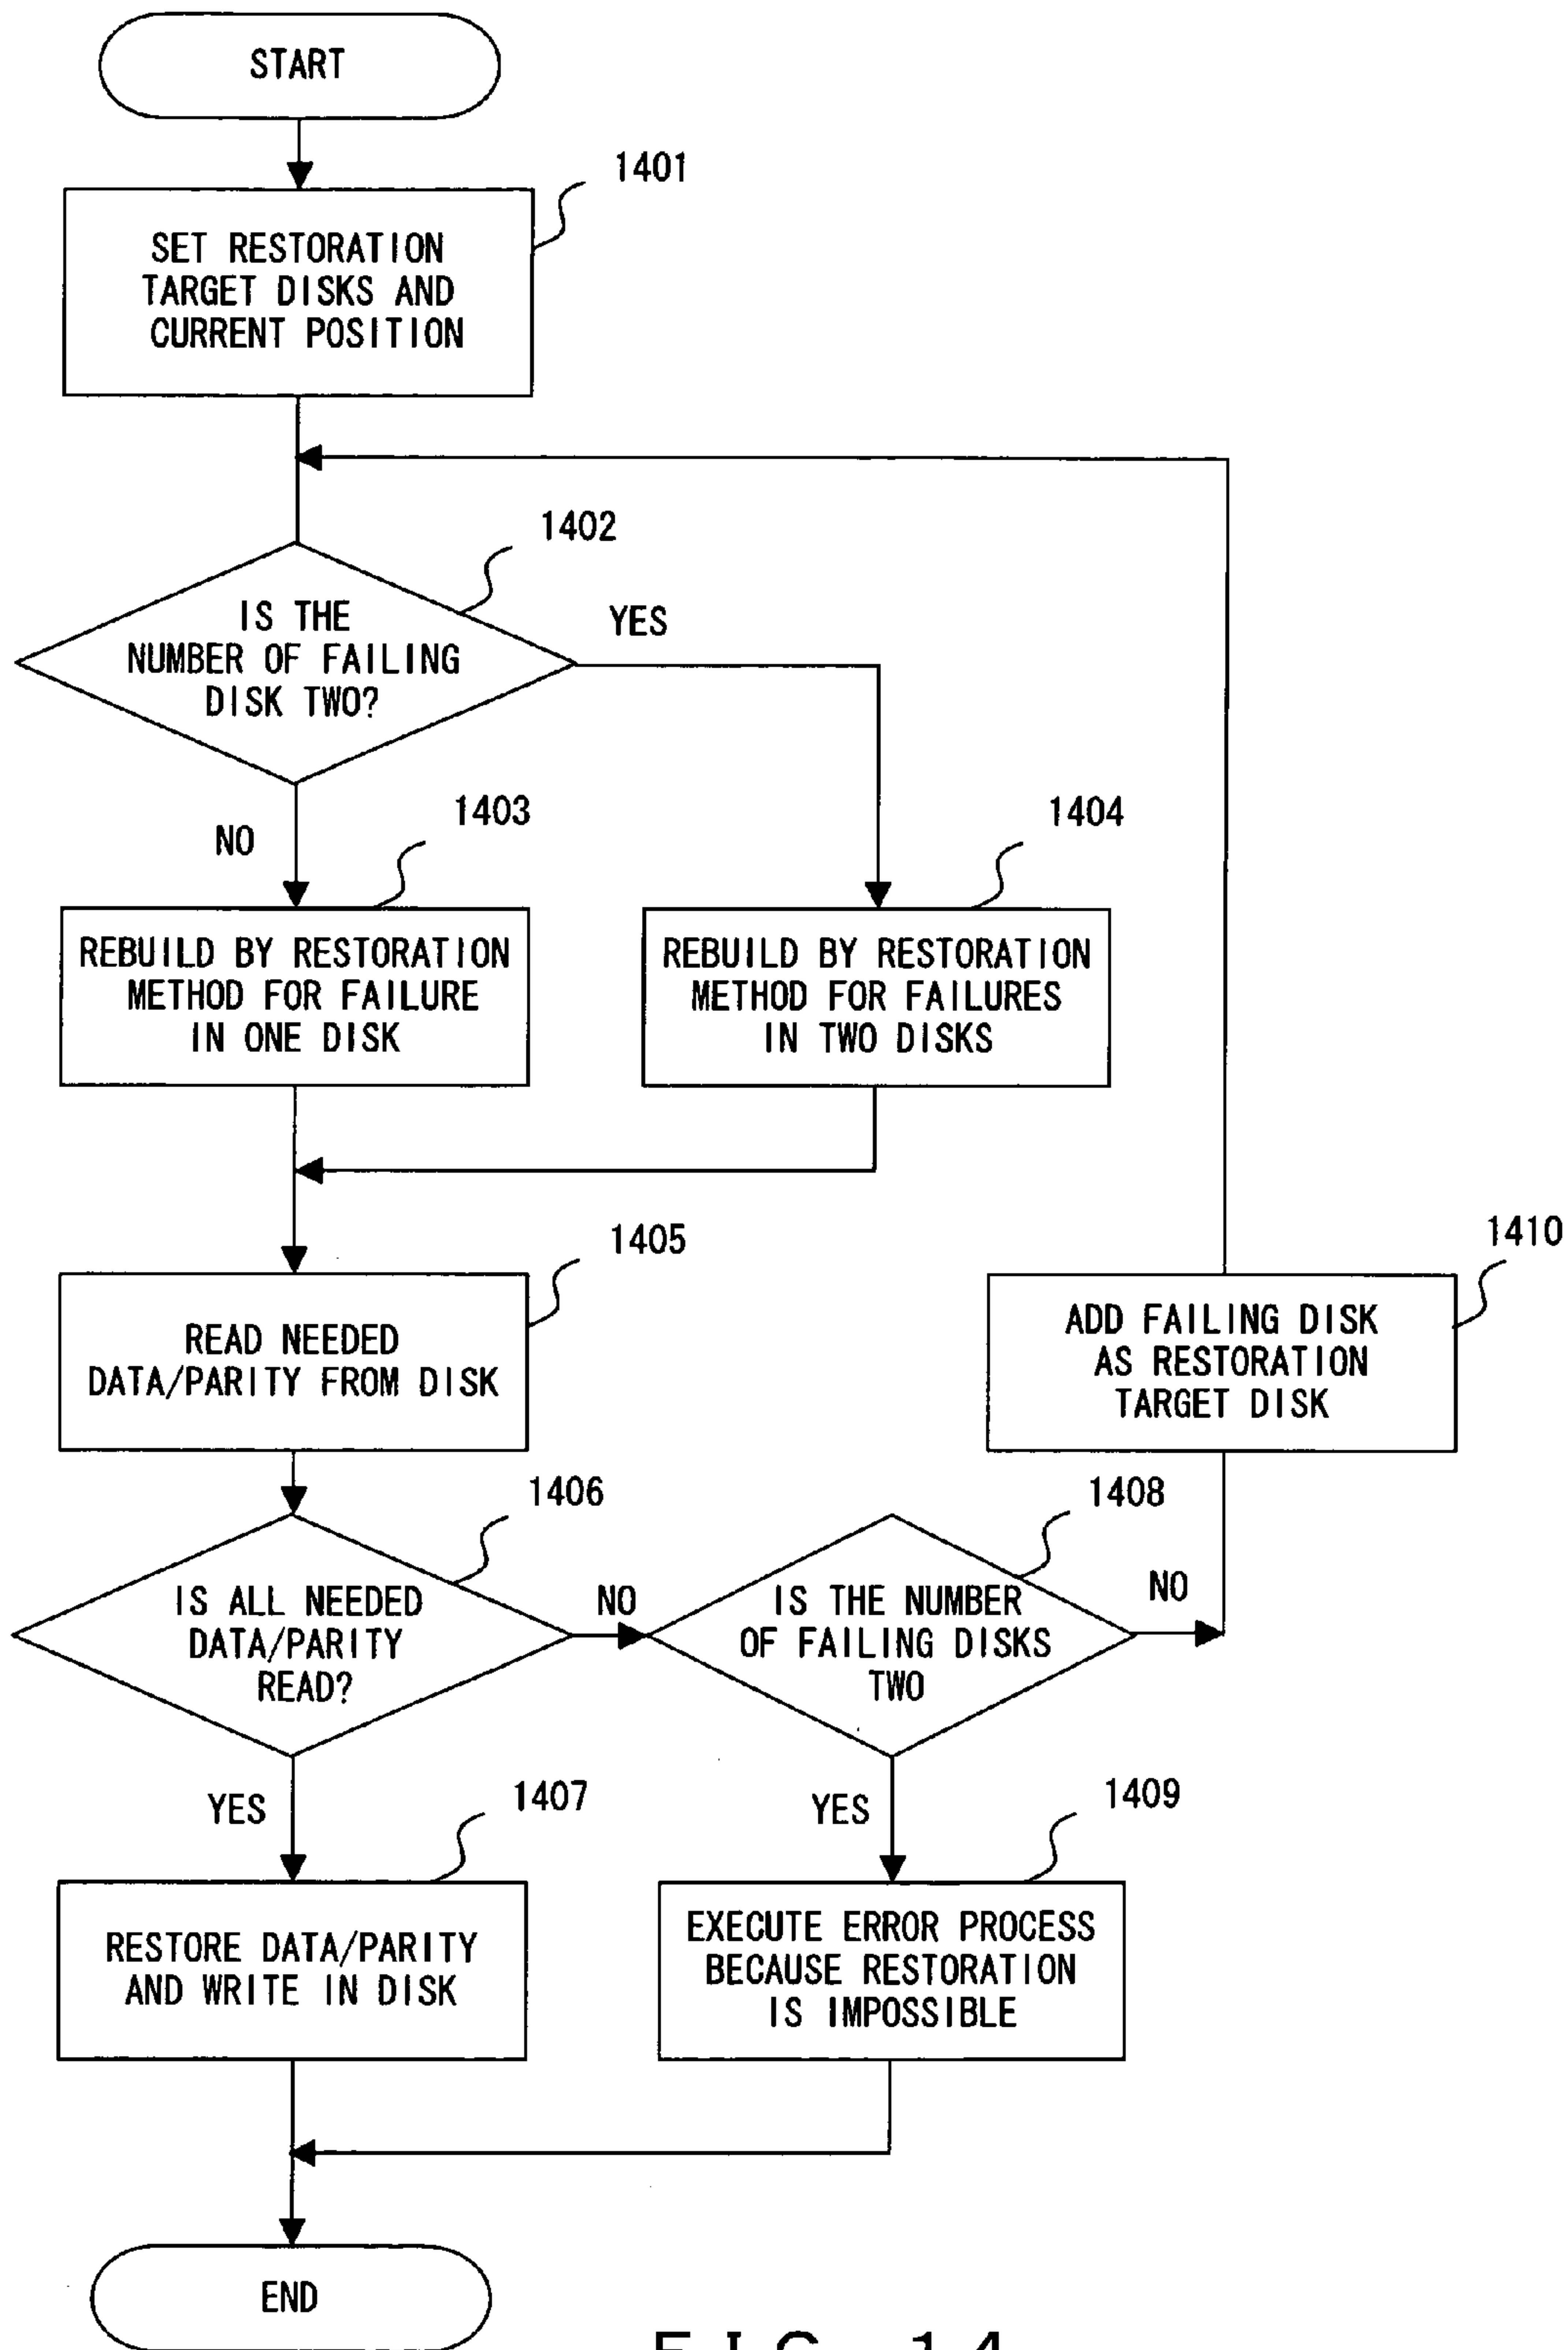 START
1401
SET RESTORATION
TARGET DISKS AND
CURRENT POSITION
1402
IS THE
NUMBER OF FAILING
DISK TWO?
YES
NO
1403
1404
REBUILD BY RESTORATION
METHOD FOR FAILURE
IN ONE DISK
REBUILD BY RESTORATION
METHOD FOR FAILURES
IN TWO DISKS
1405
READ NEEDED
DATA/PARITY FROM DISK
1410
ADD FAILING DISK
AS RESTORATION
TARGET DISK
1406
IS ALL NEEDED
DATA/PARITY
READ?
NO
1408
IS THE NUMBER
OF FAILING DISKS
TWO
NO
YES
1407
YES
1409
RESTORE DATA/PARITY
AND WRITE IN DISK
EXECUTE ERROR PROCESS
BECAUSE RESTORATION
IS IMPOSSIBLE
END
FIG. 14